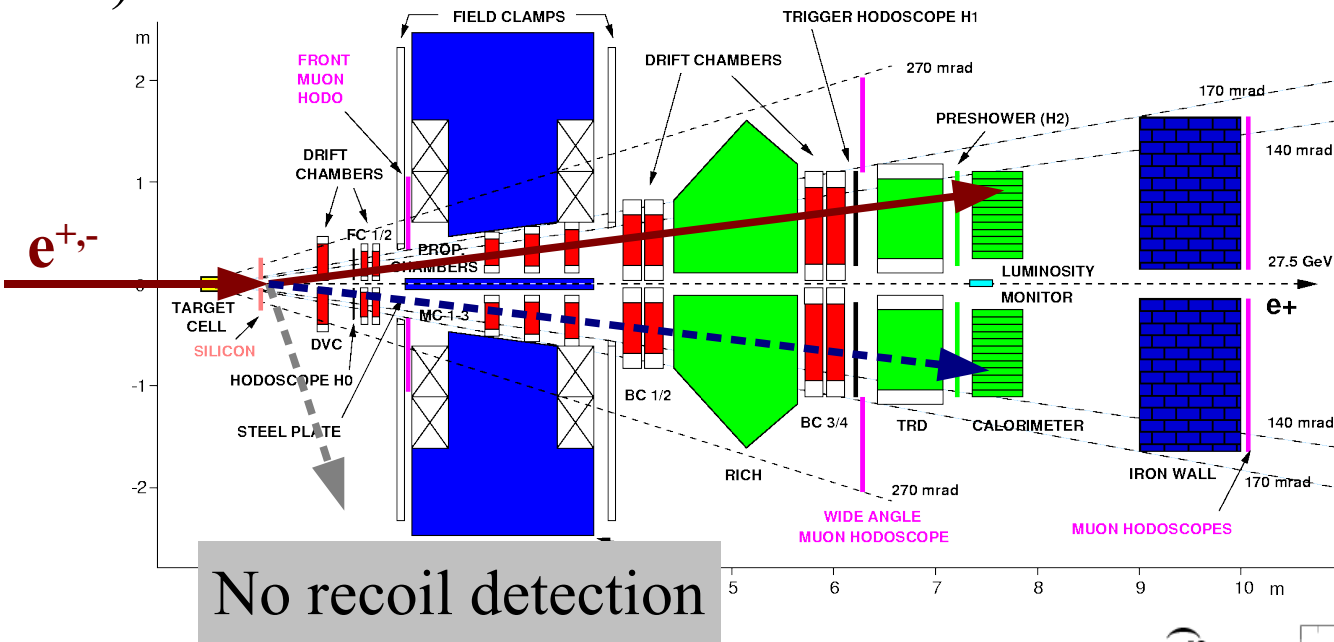 )
FIELD CLAMPS
TRIGGER HODOSCOPE H1
m
FRONT
MUON
HODO
DRIFT CHAMBERS
270 mrad
2
170 mrad
PRESHOWER (H2)
DRIFT
CHAMBERS
140 mrad
1
FC 1/2
e+,-
PROP.
CHAMBERS
27.5 GeV
0
LUMINOSITY
MONITOR
e+
TARGET
CELL
MC 1-3
SILICON
DVC
HODOSCOPE H0
-1
BC 1/2
BC 3/4
TRD
CALORIMETER
140 mrad
STEEL PLATE
RICH
IRON WALL
170 mrad
-2
270 mrad
WIDE ANGLE
MUON HODOSCOPE
MUON HODOSCOPES
No recoil detection
5 6 7 8 9 10 m